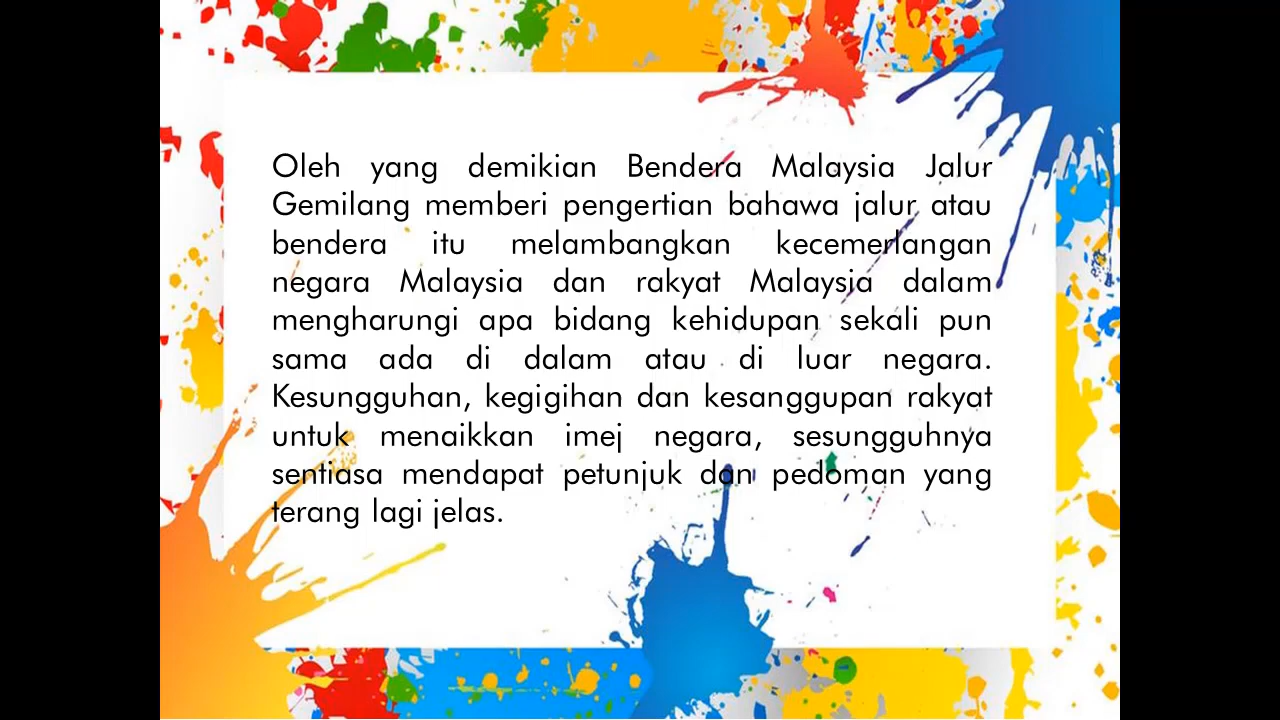 Oleh yang demikian Bendera Malaysia Jalur
Gemilang memberi pengertian bahawa jalur atau
bendera itu melambangkan kecemerlangan
negara Malaysia dan rakyat Malaysia dalam
mengharungi apa bidang kehidupan sekali pun
sama ada di dalam atau di luar negara.
Kesungguhan, kegigihan dan kesanggupan rakyat
untuk menaikkan imej negara, sesungguhnya
sentiasa mendapat petunjuk dan pedoman yang
terang lagi jelas.